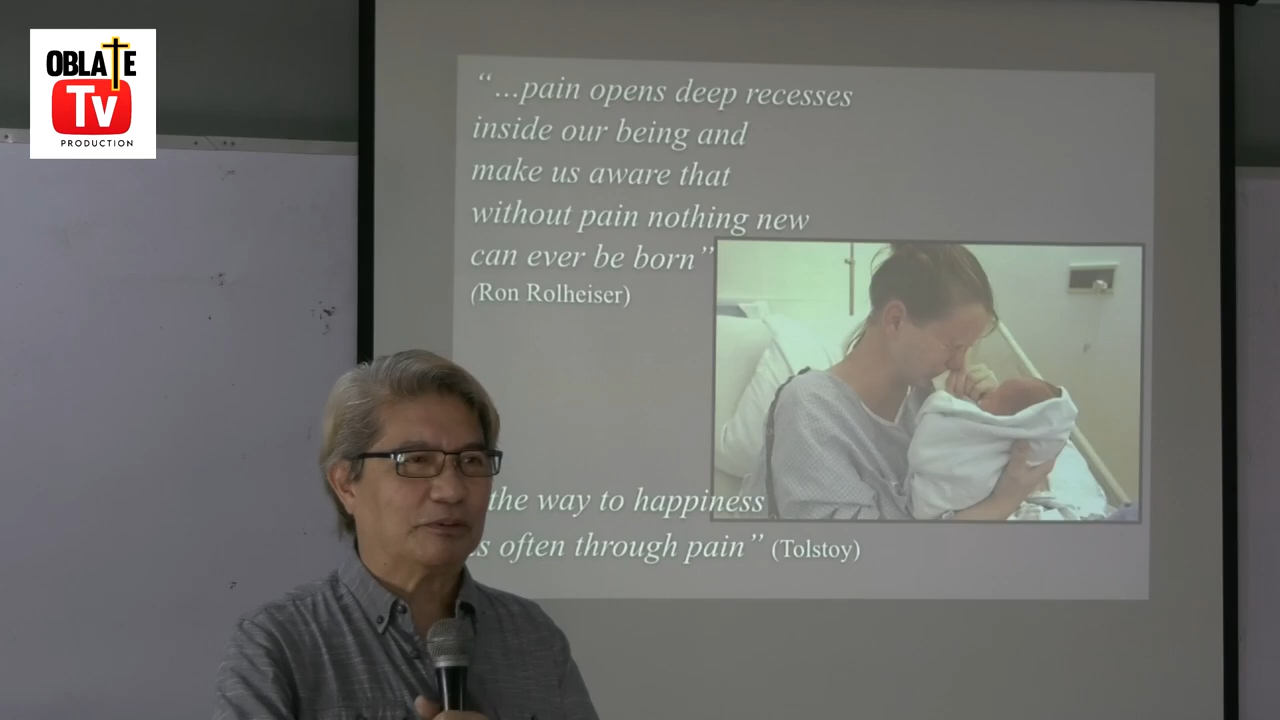 OBLATE
TV
PRODUCTION
“...pain opens deep recesses
inside our being and
make us aware that
without pain nothing new
can ever be born”
(Ron Rolheiser)
the way to happiness
often through pain” (Tolstoy)